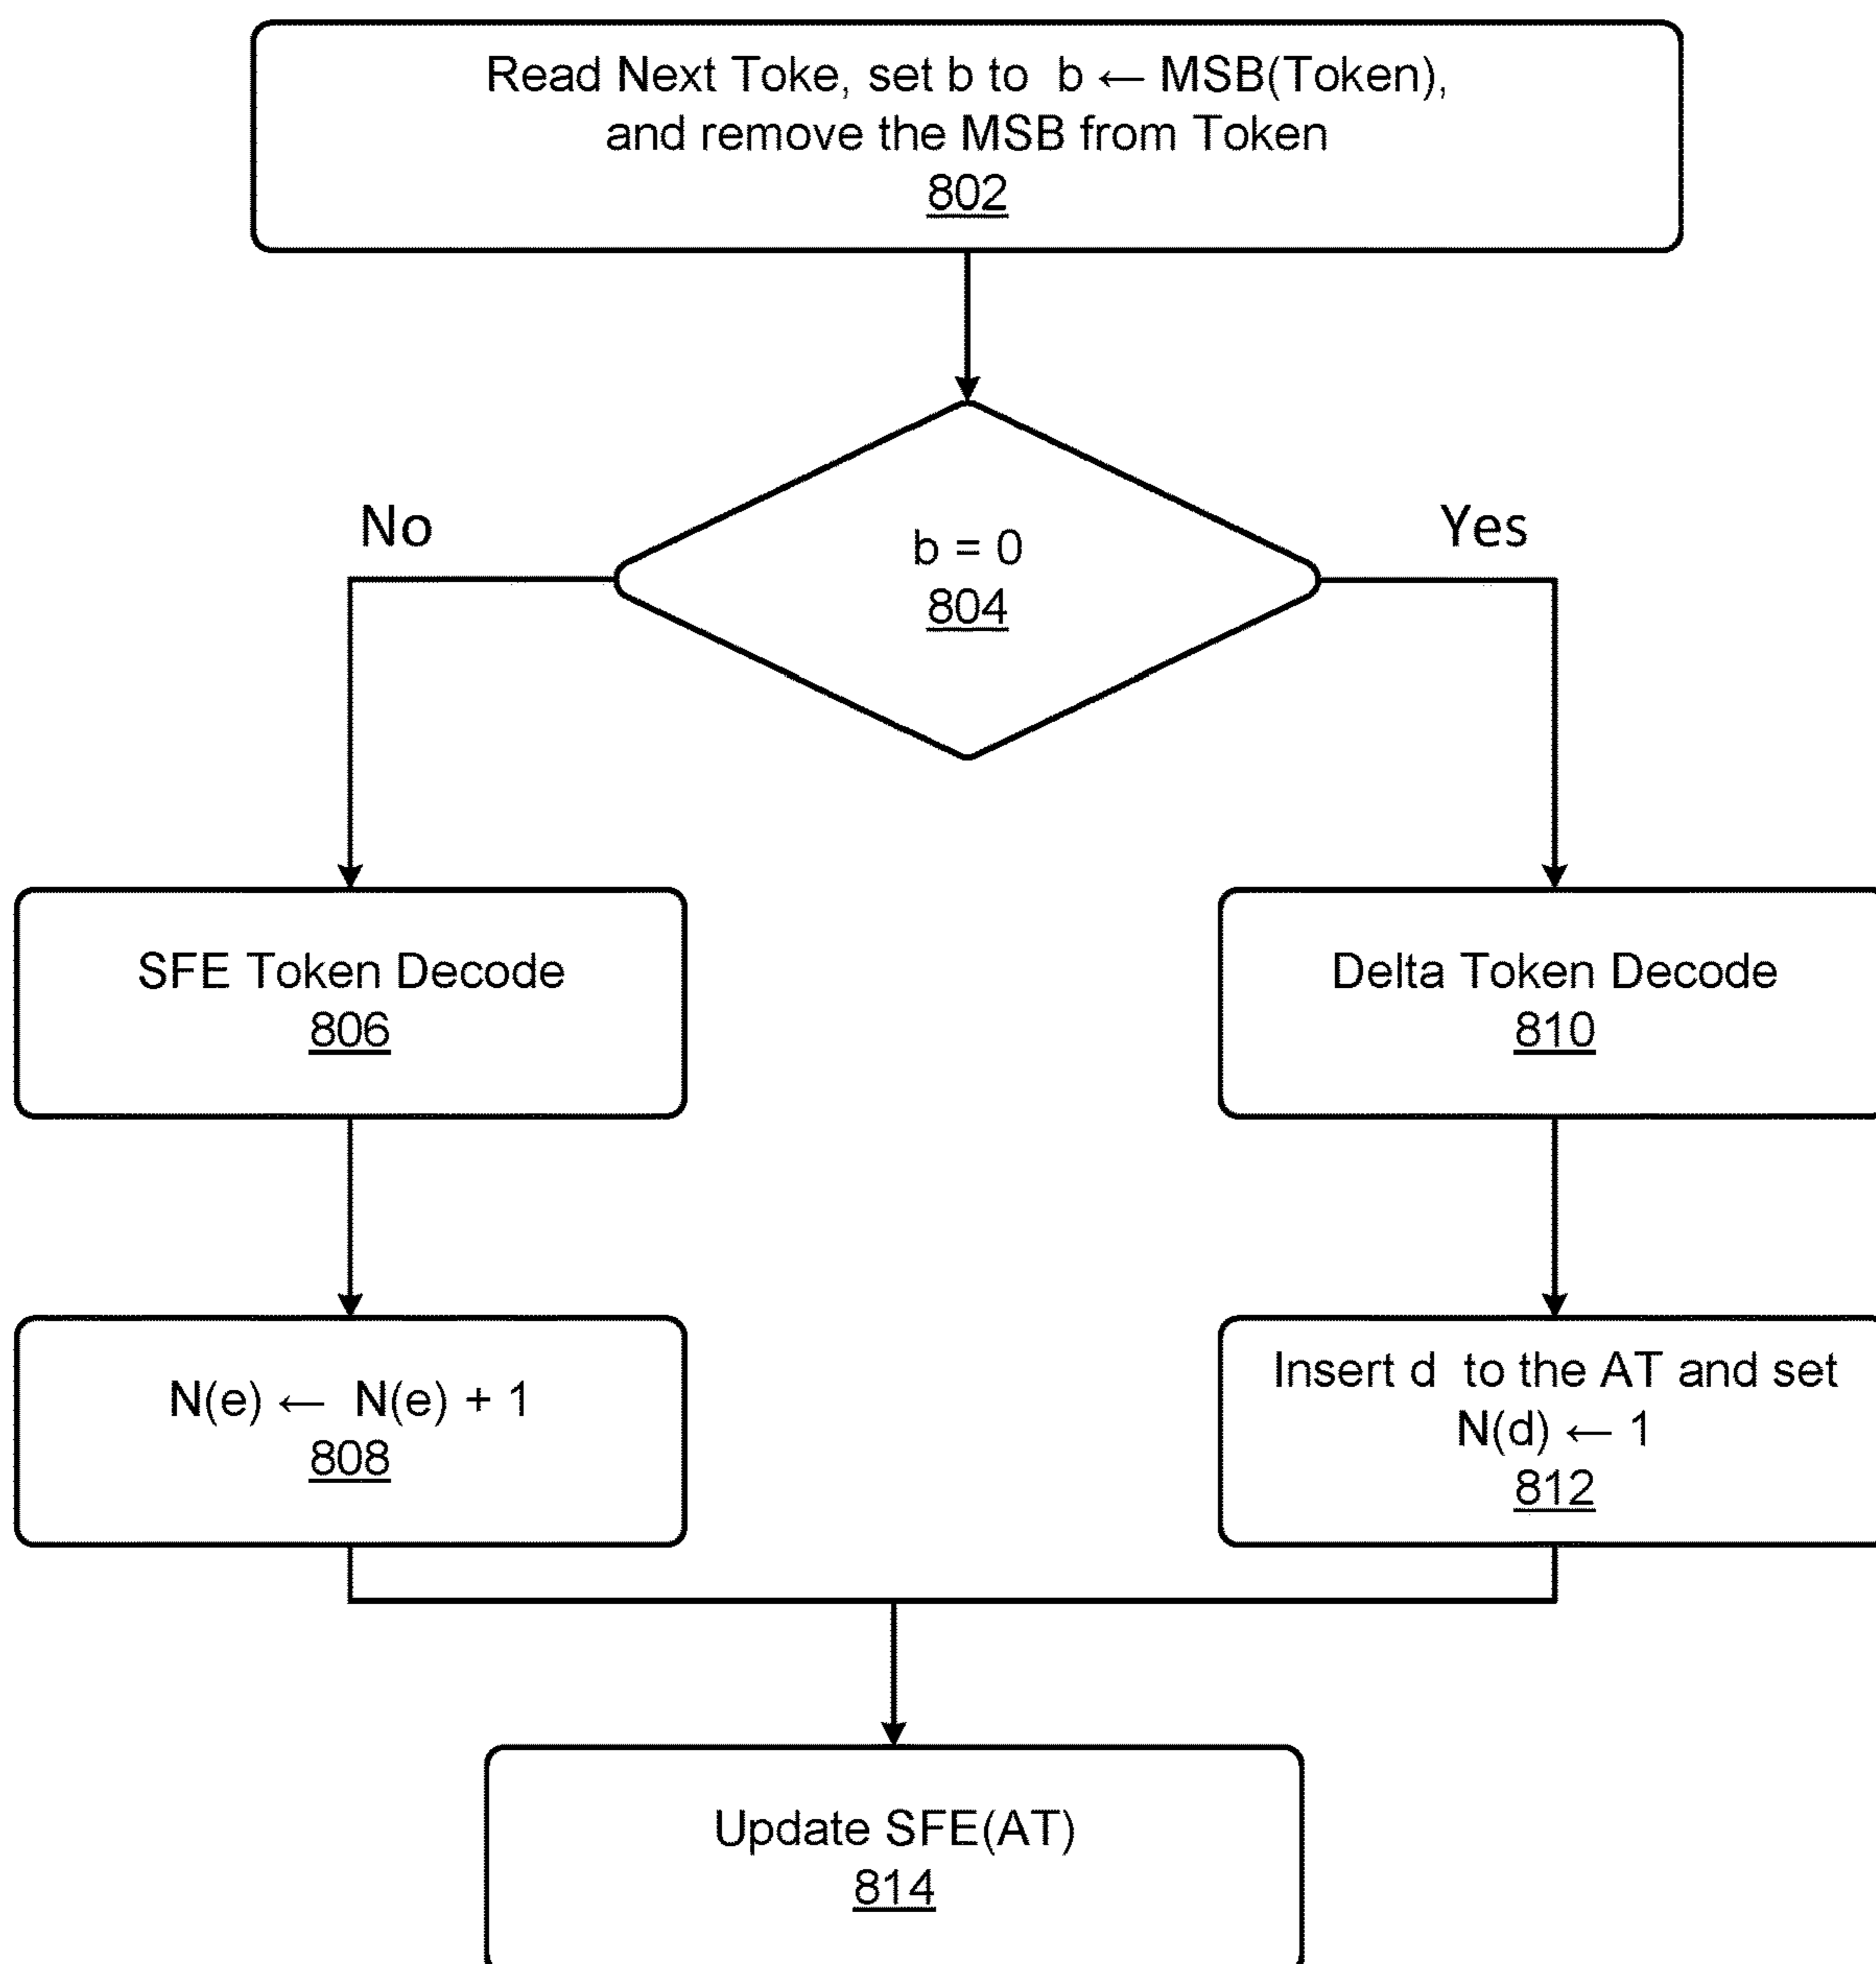 Read Next Toke, set b to b ← MSB(Token),
and remove the MSB from Token
802
No
Yes
b = 0
804
SFE Token Decode
806
Delta Token Decode
810
N(e) ← N(e) + 1
808
Insert d to the AT and set
N(d) ← 1
812
Update SFE(AT)
814